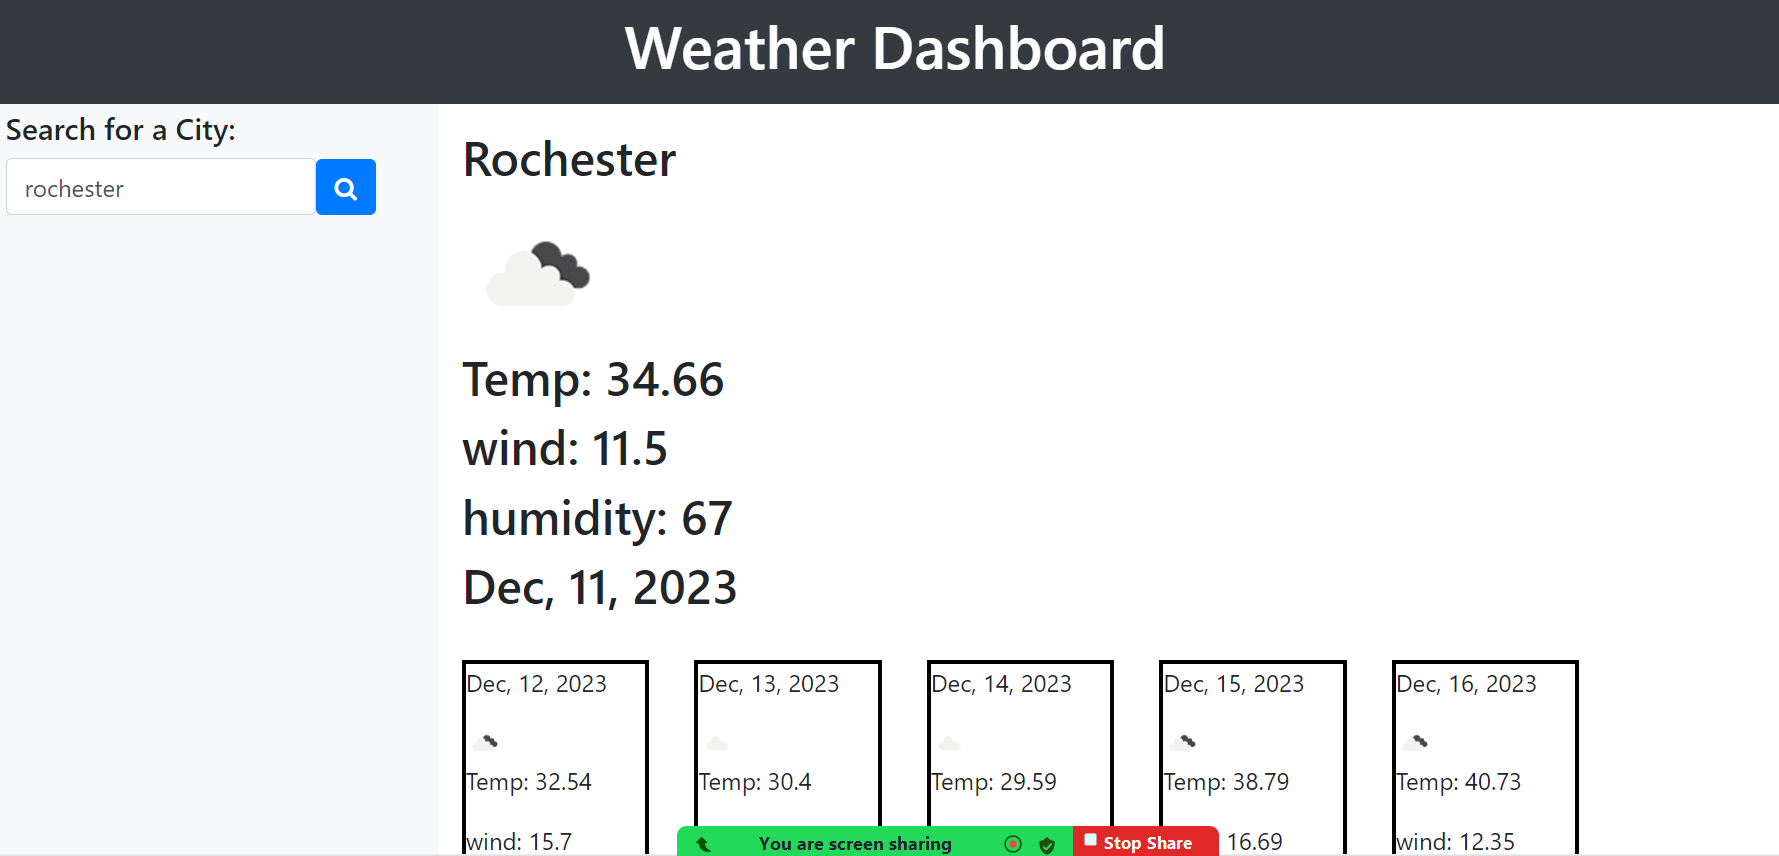 Weather Dashboard
Search for a City:
rochester
Rochester
Temp: 34.66
wind: 11.5
humidity: 67
Dec, 11, 2023
Dec, 12, 2023
Temp: 32.54
wind: 15.7
Dec, 13, 2023
Temp: 30.4
Dec, 14, 2023
Temp: 29.59
Dec, 15, 2023
Temp: 38.79
16.69
Dec, 16, 2023
Temp: 40.73
wind: 12.35
You are screen sharing
Stop Share